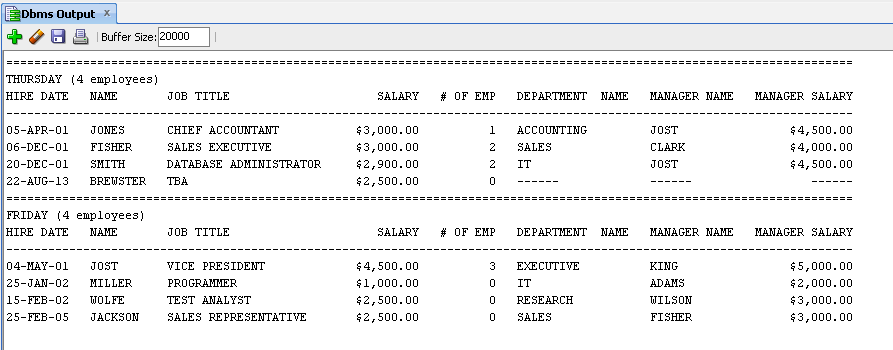 Dbms Output x
Buffer Size: 20000
=========================================================================================================================
THURSDAY (4 employees)
HIRE DATE   NAME       JOB TITLE                     SALARY   # OF EMP   DEPARTMENT  NAME   MANAGER NAME   MANAGER SALARY
-------------------------------------------------------------------------------------------------------------------------
05-APR-01   JONES      CHIEF ACCOUNTANT           $3,000.00          1   ACCOUNTING         JOST                $4,500.00
06-DEC-01   FISHER     SALES EXECUTIVE            $3,000.00          2   SALES              CLARK               $4,000.00
20-DEC-01   SMITH      DATABASE ADMINISTRATOR     $2,900.00          2   IT                 JOST                $4,500.00
22-AUG-13   BREWSTER   TBA                        $2,500.00          0   ------             ------                 ------
=========================================================================================================================
FRIDAY (4 employees)
HIRE DATE   NAME       JOB TITLE                     SALARY   # OF EMP   DEPARTMENT  NAME   MANAGER NAME   MANAGER SALARY
-------------------------------------------------------------------------------------------------------------------------
04-MAY-01   JOST       VICE PRESIDENT             $4,500.00          3   EXECUTIVE          KING                $5,000.00
25-JAN-02   MILLER     PROGRAMMER                 $1,000.00          0   IT                 ADAMS               $2,000.00
15-FEB-02   WOLFE      TEST ANALYST               $2,500.00          0   RESEARCH           WILSON              $3,000.00
25-FEB-05   JACKSON    SALES REPRESENTATIVE       $2,500.00          0   SALES              FISHER              $3,000.00